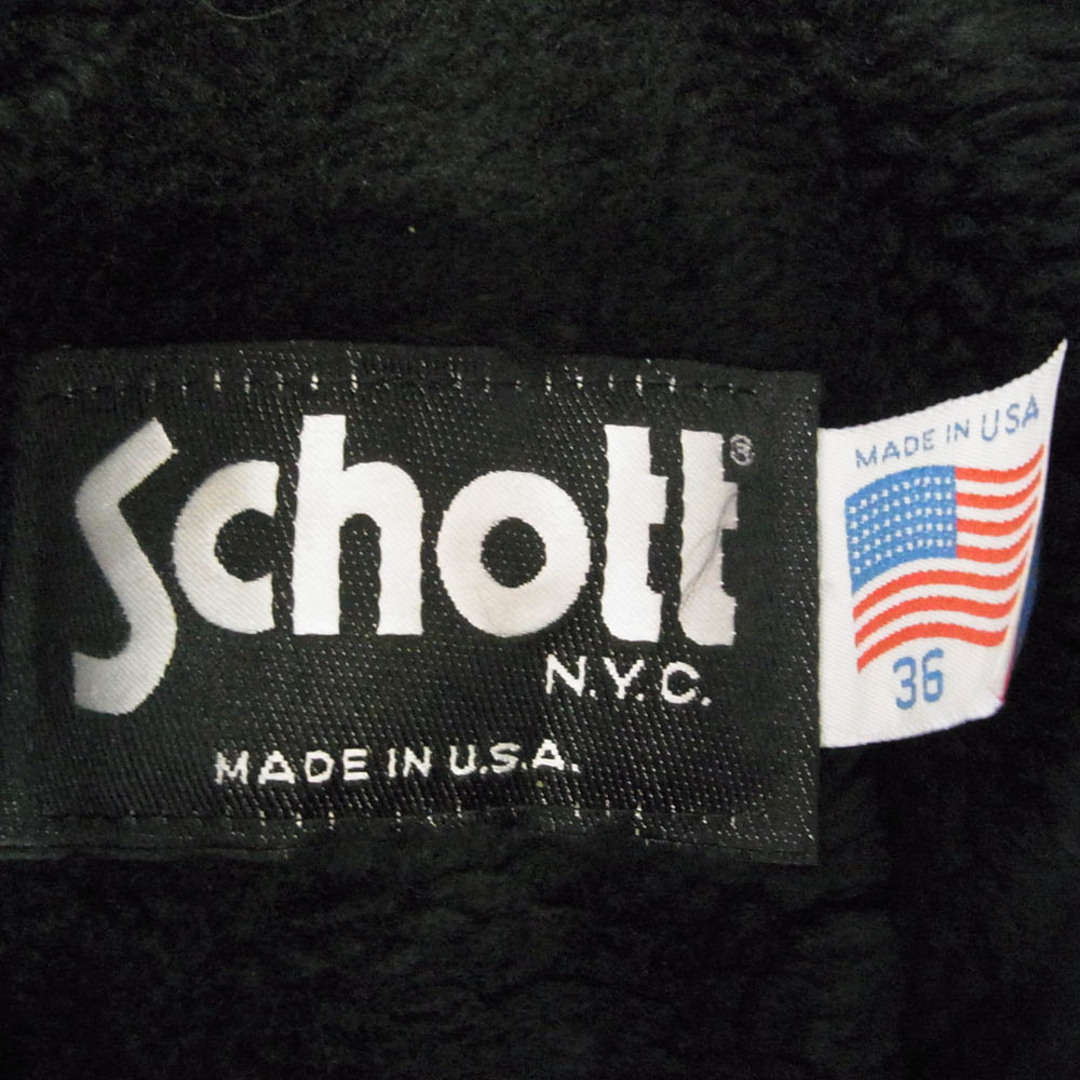 Schott®
N.Y.C.
MADE IN U.S.A.
MADE IN USA
36